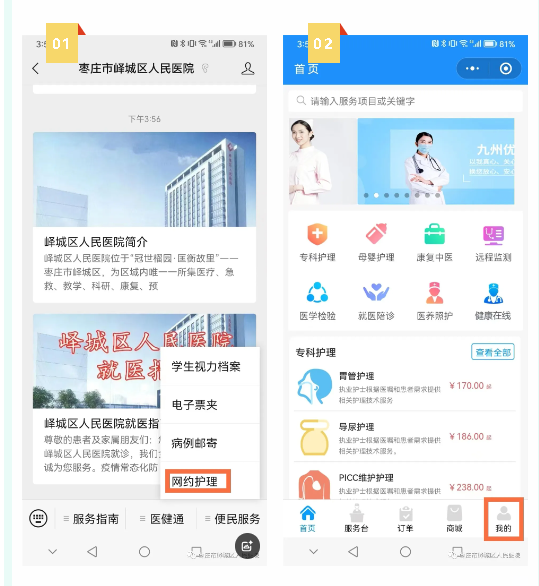 01
3:5
81%
枣庄市峄城区人民医院
下午3:56
峄城区人民医院简介
峄城区人民医院位于“冠世榴园·匡衡故里”——
枣庄市峄城区，为区域内唯一一所集医疗、急
救、教学、科研、康复、预
峄城区人民医
就医指
峄城区人民医院就医指
尊敬的患者及家属朋友们：
峄城区人民医院就诊，我们
诚为您服务。疫情常态化防
学生视力档案
电子票夹
病例邮寄
网约护理
服务指南
医健通
便民服务
02
3:5
81%
首页
请输入服务项目或关键字
九州优
专科护理
母婴护理
康复中医
远程监测
医学检验
就医陪诊
医养照护
健康在线
专科护理
查看全部
胃管护理
执业护士根据医嘱和患者需求提供
相关护理技术服务
¥170.00 起
导尿护理
执业护士根据医嘱和患者需求提供
相关护理技术服务。
¥186.00 起
PICC维护护理
执业护士根据医嘱和患者需求提供
相关护理技术服务
¥238.00 起
首页
服务台
订单
商城
我的